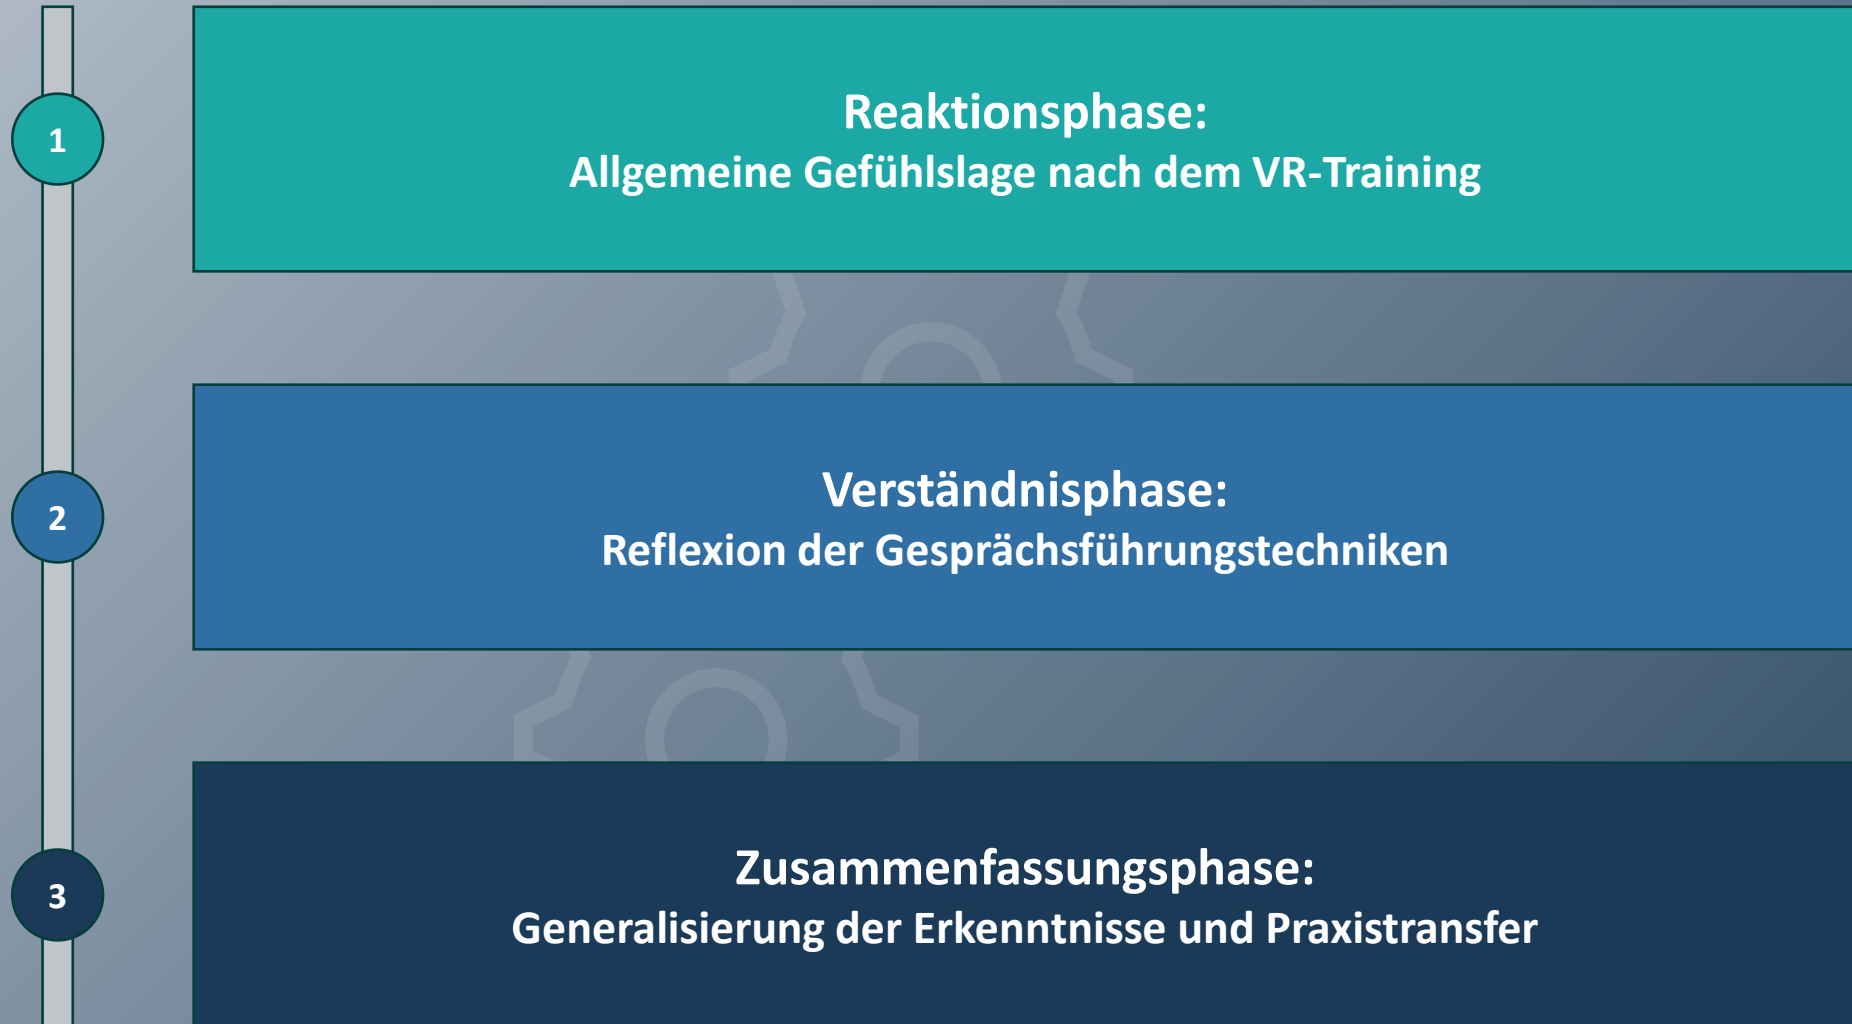 1
Reaktionsphase:
Allgemeine Gefühlslage nach dem VR-Training
2
Verständnisphase:
Reflexion der Gesprächsführungstechniken
3
Zusammenfassungsphase:
Generalisierung der Erkenntnisse und Praxistransfer